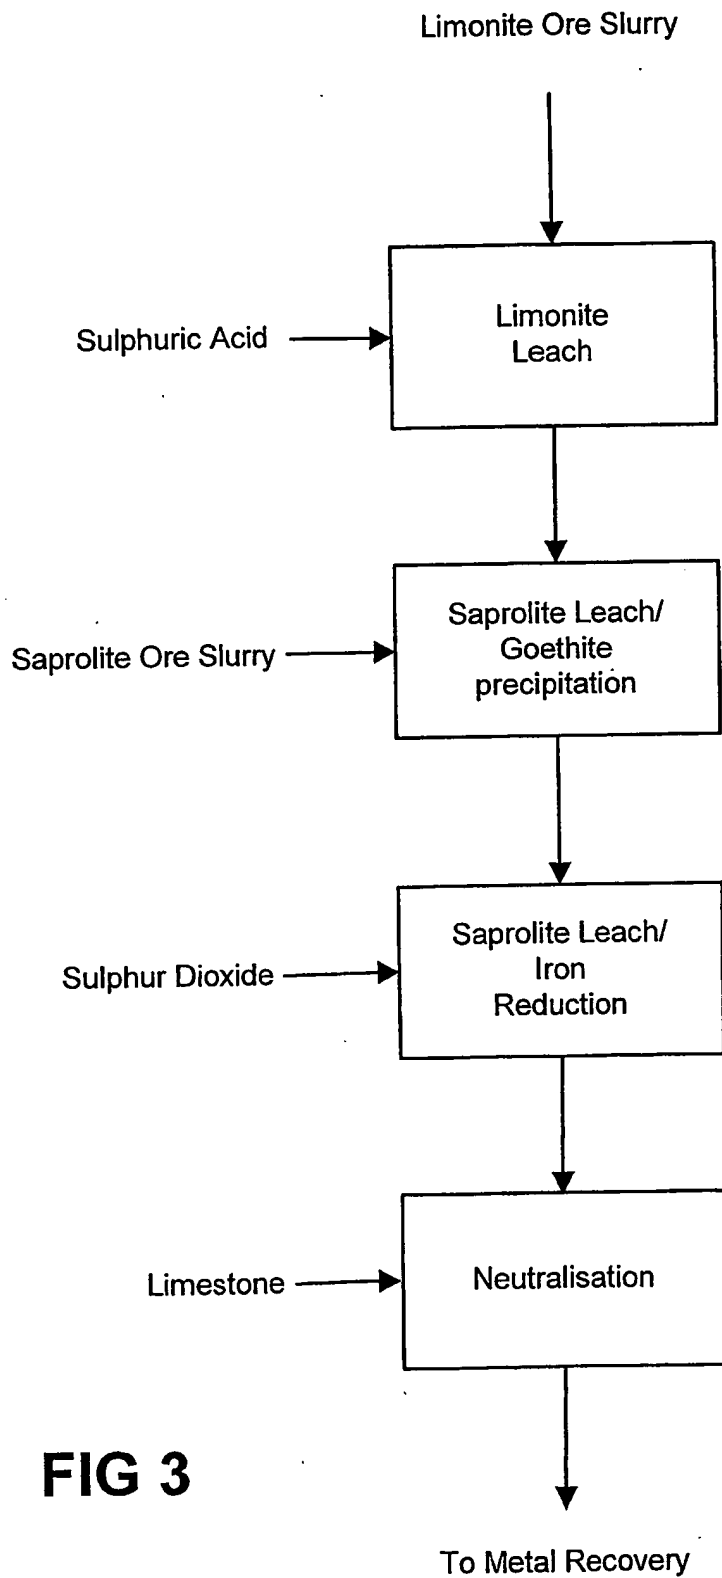 Limonite Ore Slurry
Sulphuric Acid
Limonite
Leach
Saprolite Ore Slurry
Saprolite Leach/
Goethite
precipitation
Sulphur Dioxide
Saprolite Leach/
Iron
Reduction
Limestone
Neutralisation
FIG 3
To Metal Recovery